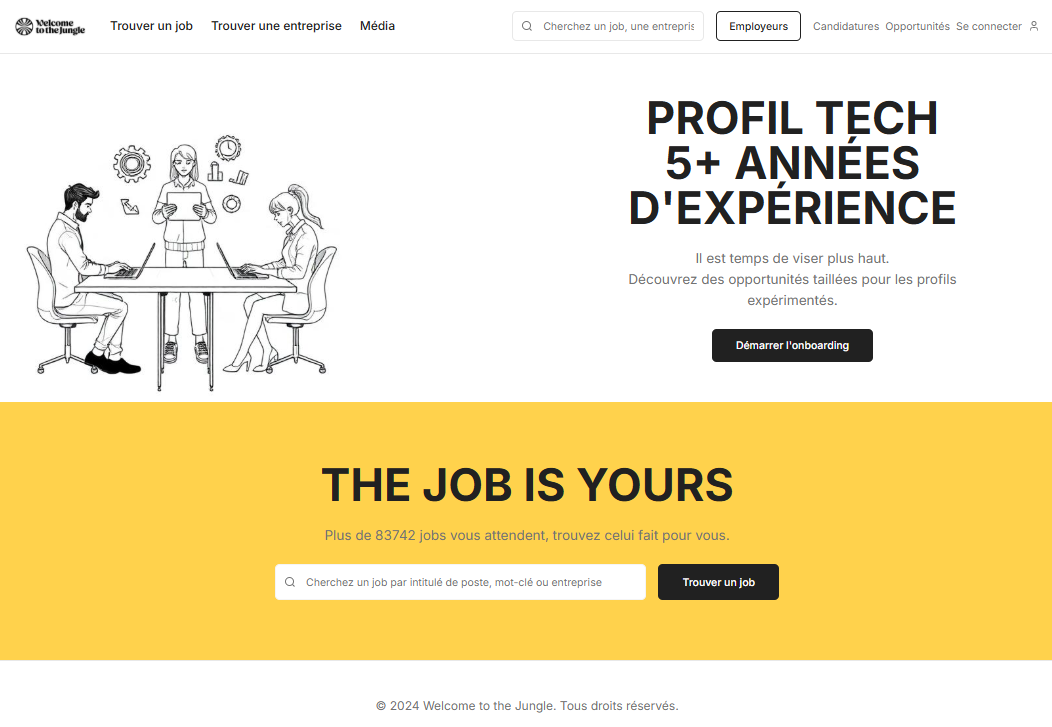 Welcome
to the Jungle
Trouver un job
Trouver une entreprise
Média
Cherchez un job, une entrepris
Employeurs
Candidatures
Opportunités
Se connecter
PROFIL TECH
5+ ANNÉES
D'EXPÉRIENCE
Il est temps de viser plus haut.
Découvrez des opportunités taillées pour les profils
expérimentés.
Démarrer l'onboarding
THE JOB IS YOURS
Plus de 83742 jobs vous attendent, trouvez celui fait pour vous.
Cherchez un job par intitulé de poste, mot-clé ou entreprise
Trouver un job
© 2024 Welcome to the Jungle. Tous droits réservés.